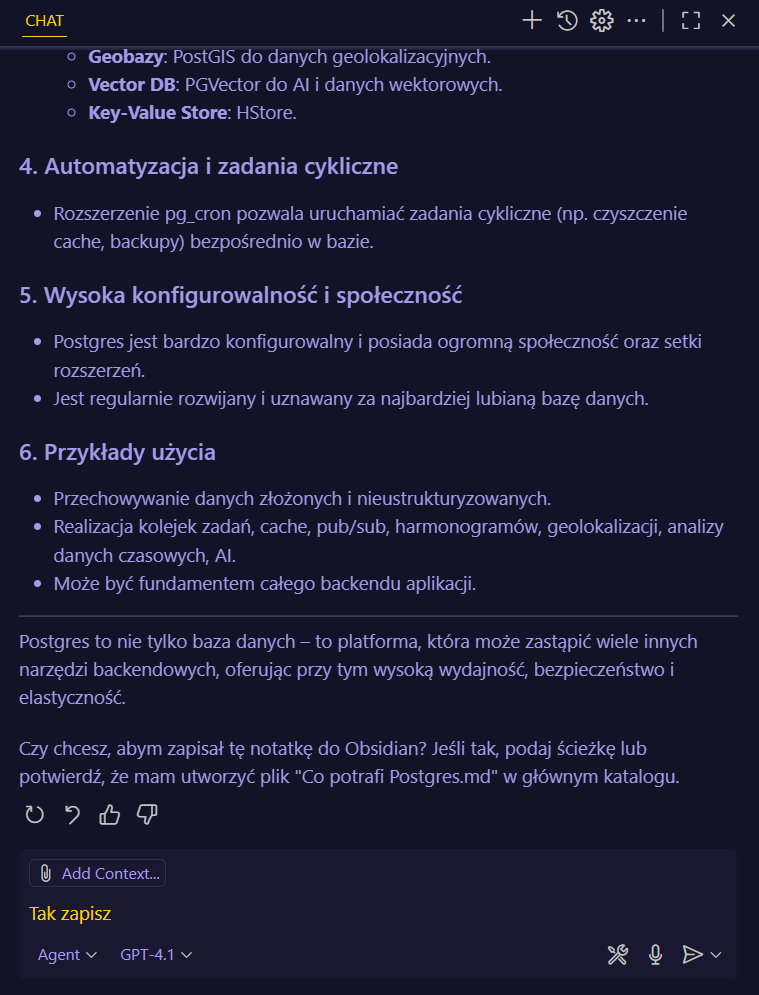 CHAT
Geobazy: PostGIS do danych geolokalizacyjnych.
Vector DB: PGVector do AI i danych wektorowych.
Key-Value Store: HStore.
4. Automatyzacja i zadania cykliczne
Rozszerzenie pg_cron pozwala uruchamiać zadania cykliczne (np. czyszczenie
cache, backupy) bezpośrednio w bazie.
5. Wysoka konfigurowalność i społeczność
Postgres jest bardzo konfigurowalny i posiada ogromną społeczność oraz setki
rozszerzeń.
Jest regularnie rozwijany i uznawany za najbardziej lubianą bazę danych.
6. Przykłady użycia
Przechowywanie danych złożonych i nieustrukturyzowanych.
Realizacja kolejek zadań, cache, pub/sub, harmonogramów, geolokalizacji, analizy
danych czasowych, AI.
Może być fundamentem całego backendu aplikacji.
Postgres to nie tylko baza danych – to platforma, która może zastąpić wiele innych
narzędzi backendowych, oferując przy tym wysoką wydajność, bezpieczeństwo i
elastyczność.
Czy chcesz, abym zapisał tę notatkę do Obsidian? Jeśli tak, podaj ścieżkę lub
potwierdź, że mam utworzyć plik "Co potrafi Postgres.md" w głównym katalogu.
Add Context...
Tak zapisz
Agent
GPT-4.1